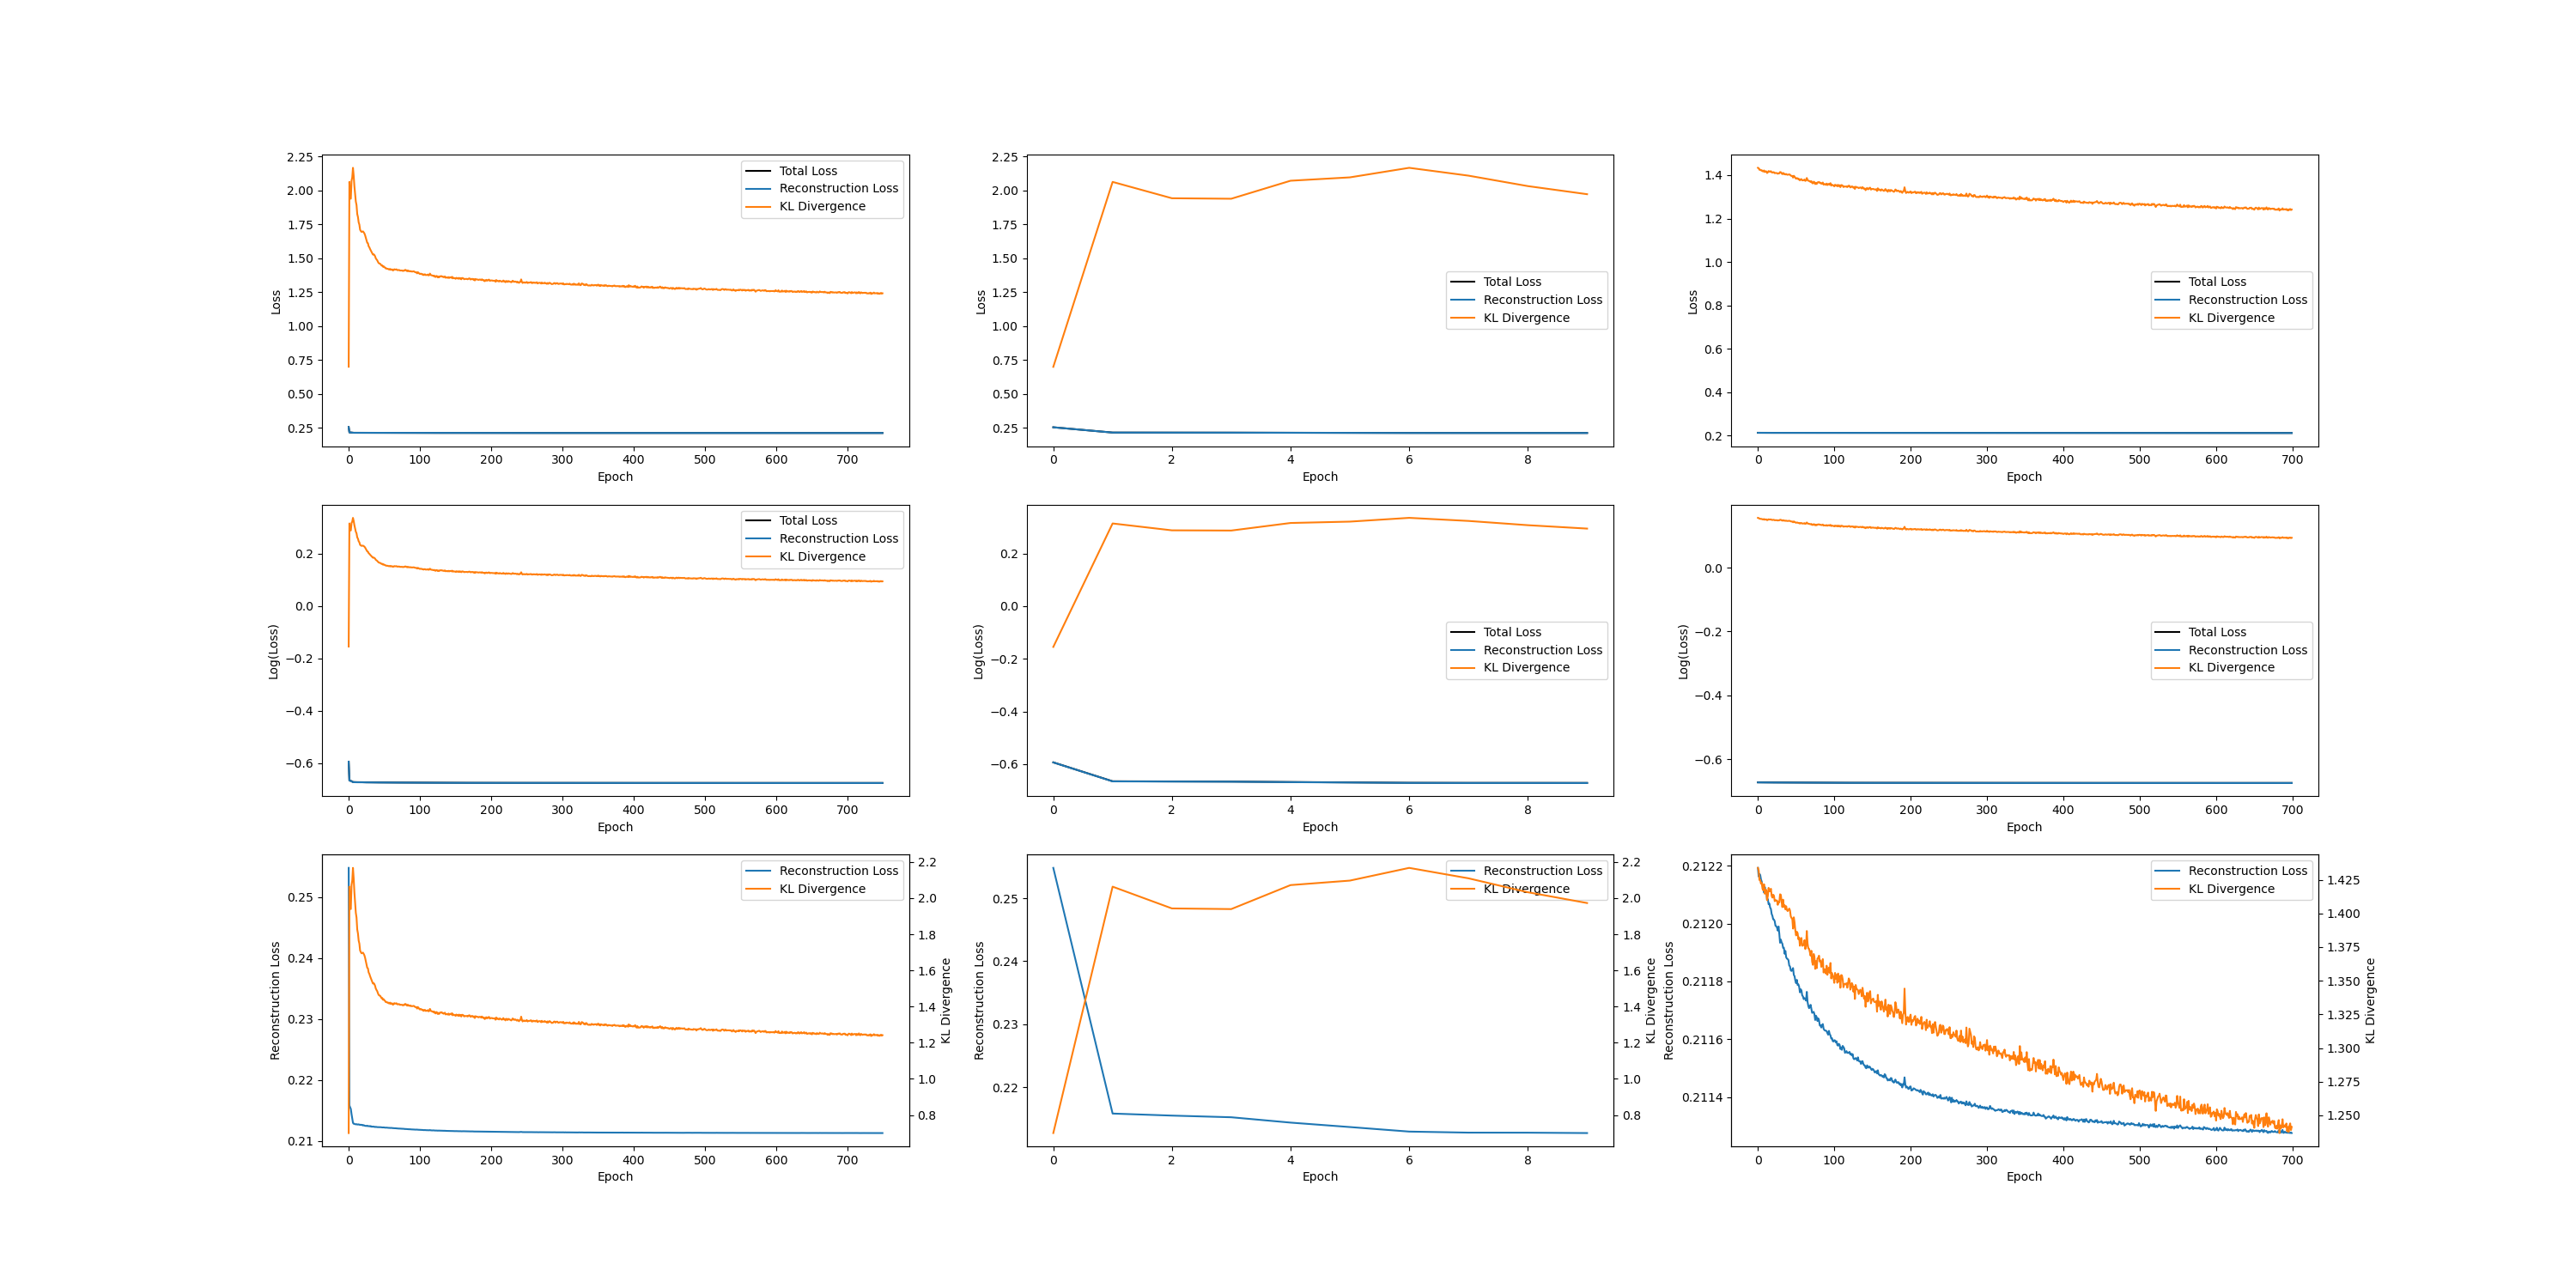 2.25
2.00
1.75
1.50
1.25
1.00
0.75
0.50
0.25
Loss
0 100 200 300 400 500 600 700
Epoch
Total Loss
Reconstruction Loss
KL Divergence
2.25
2.00
1.75
1.50
1.25
1.00
0.75
0.50
0.25
Loss
0 2 4 6 8
Epoch
Total Loss
Reconstruction Loss
KL Divergence
1.4
1.2
1.0
0.8
0.6
0.4
0.2
Loss
0 100 200 300 400 500 600 700
Epoch
Total Loss
Reconstruction Loss
KL Divergence
0.2
0.0
−0.2
−0.4
−0.6
Log(Loss)
0 100 200 300 400 500 600 700
Epoch
Total Loss
Reconstruction Loss
KL Divergence
0.2
0.0
−0.2
−0.4
−0.6
Log(Loss)
0 2 4 6 8
Epoch
Total Loss
Reconstruction Loss
KL Divergence
0.0
−0.2
−0.4
−0.6
Log(Loss)
0 100 200 300 400 500 600 700
Epoch
Total Loss
Reconstruction Loss
KL Divergence
0.25
0.24
0.23
0.22
0.21
Reconstruction Loss
0 100 200 300 400 500 600 700
Epoch
Reconstruction Loss
KL Divergence
2.2
2.0
1.8
1.6
1.4
1.2
1.0
0.8
KL Divergence
0.25
0.24
0.23
0.22
Reconstruction Loss
0 2 4 6 8
Epoch
Reconstruction Loss
KL Divergence
2.2
2.0
1.8
1.6
1.4
1.2
1.0
0.8
KL Divergence
0.2122
0.2120
0.2118
0.2116
0.2114
Reconstruction Loss
0 100 200 300 400 500 600 700
Epoch
Reconstruction Loss
KL Divergence
1.425
1.400
1.375
1.350
1.325
1.300
1.275
1.250
KL Divergence